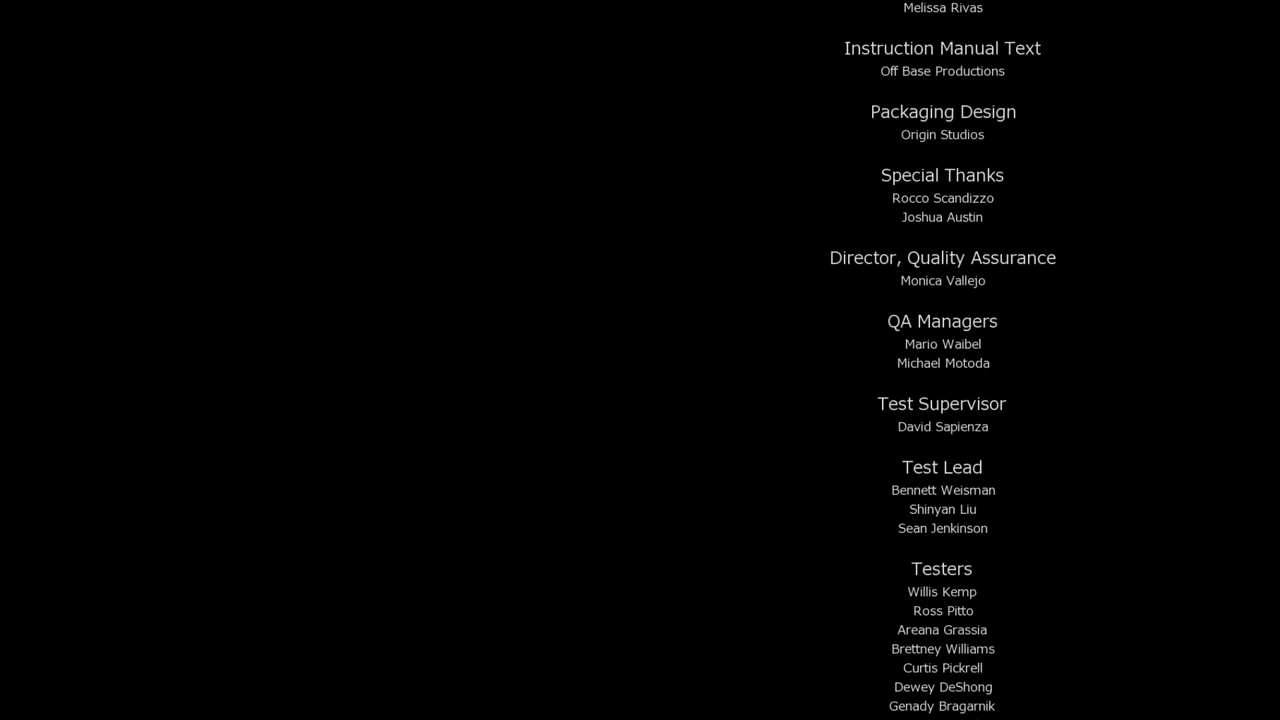 Melissa Rivas
Instruction Manual Text
Off Base Productions
Packaging Design
Origin Studios
Special Thanks
Rocco Scandizzo
Joshua Austin
Director, Quality Assurance
Monica Vallejo
QA Managers
Mario Waibel
Michael Motoda
Test Supervisor
David Sapienza
Test Lead
Bennett Weisman
Shinyan Liu
Sean Jenkinson
Testers
Willis Kemp
Ross Pitto
Areana Grassia
Brettney Williams
Curtis Pickrell
Dewey DeShong
Genady Bragarnik